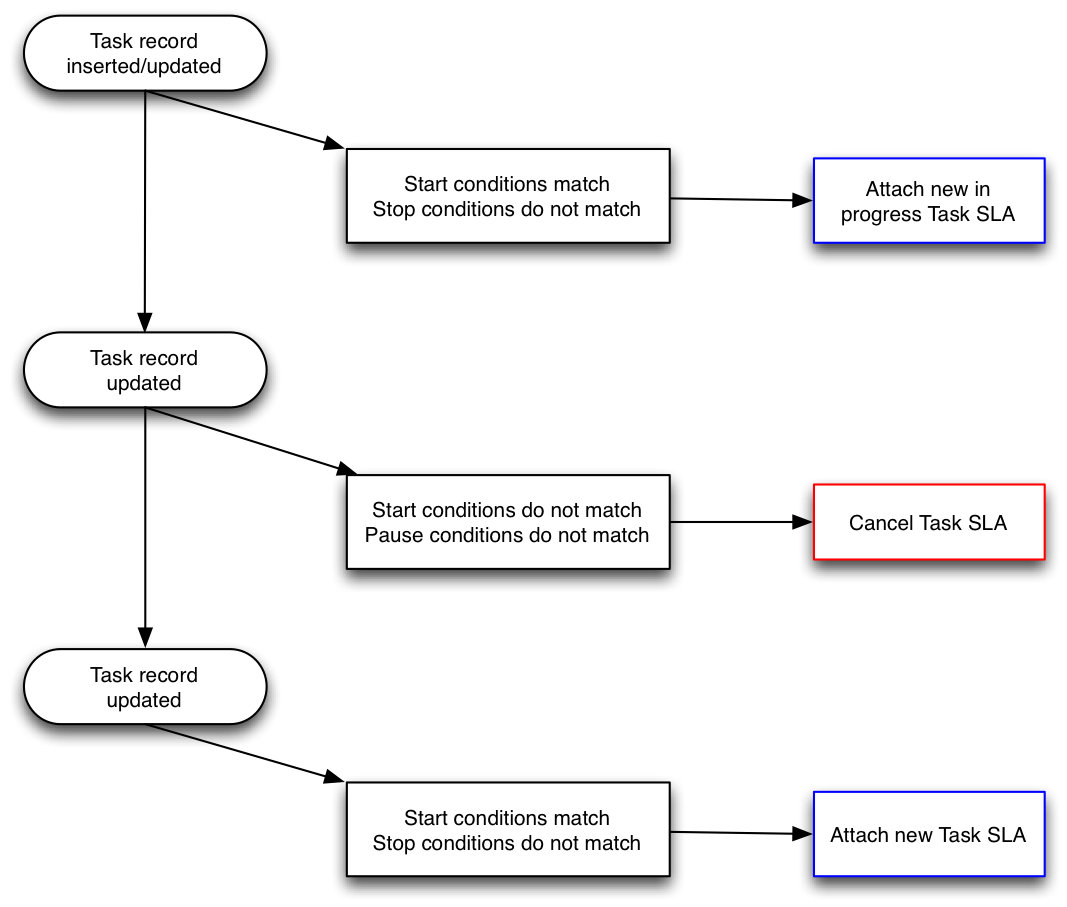 Task record
inserted/updated
Start conditions match
Stop conditions do not match
Attach new in
progress Task SLA
Task record
updated
Start conditions do not match
Pause conditions do not match
Cancel Task SLA
Task record
updated
Start conditions match
Stop conditions do not match
Attach new Task SLA